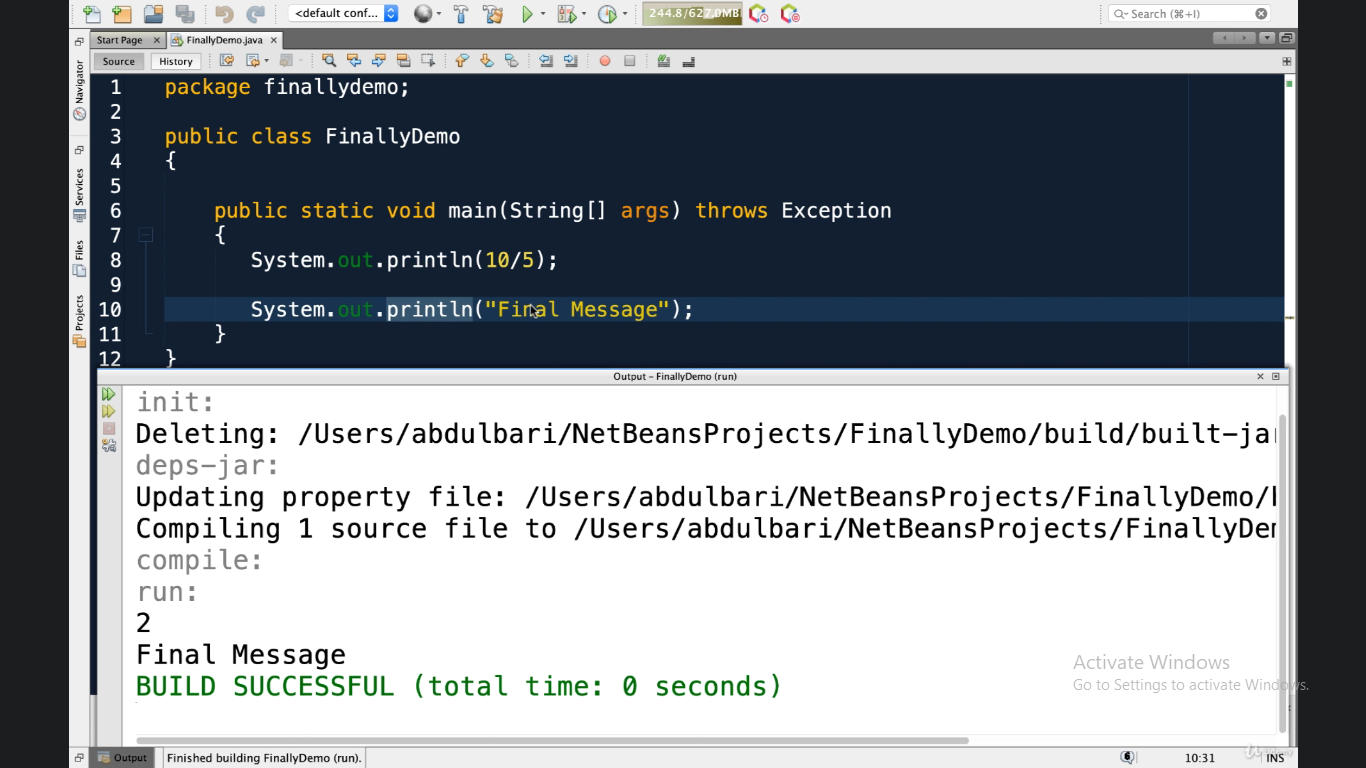 <default conf...
244.8/627.0MB
Search (⌘+I)
Start Page
FinallyDemo.java
Source
History
Navigator
Services
Files
Projects
1 package finallydemo;
2
3 public class FinallyDemo
4 {
5
6 public static void main(String[] args) throws Exception
7 {
8 System.out.println(10/5);
9
10 System.out.println("Final Message");
11 }
12 }
Output – FinallyDemo (run)
init:
Deleting: /Users/abdulbari/NetBeansProjects/FinallyDemo/build/built-jar
deps-jar:
Updating property file: /Users/abdulbari/NetBeansProjects/FinallyDemo/b
Compiling 1 source file to /Users/abdulbari/NetBeansProjects/FinallyDem
compile:
run:
2
Final Message
BUILD SUCCESSFUL (total time: 0 seconds)
Activate Windows
Go to Settings to activate Windows.
Output
Finished building FinallyDemo (run).
6
10:31
INS